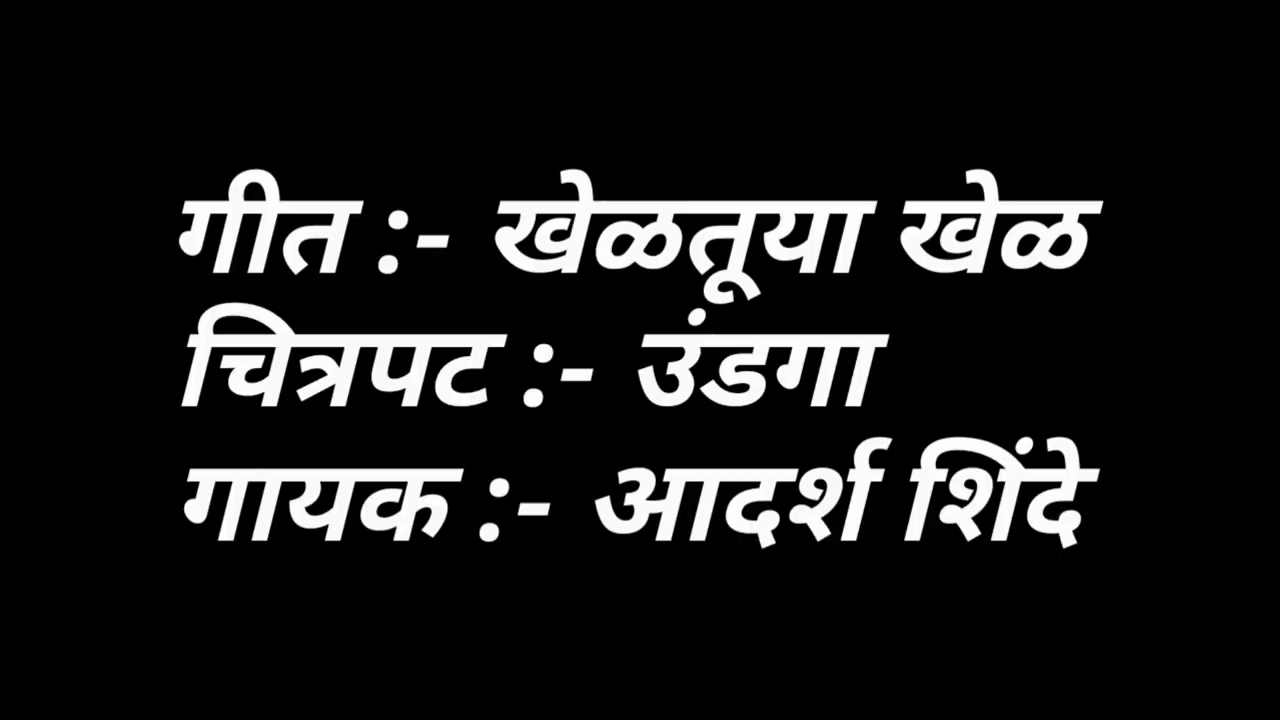 गीत :- खेळतूया खेळ
चित्रपट :- उंडगा
गायक :- आदर्श शिंदे